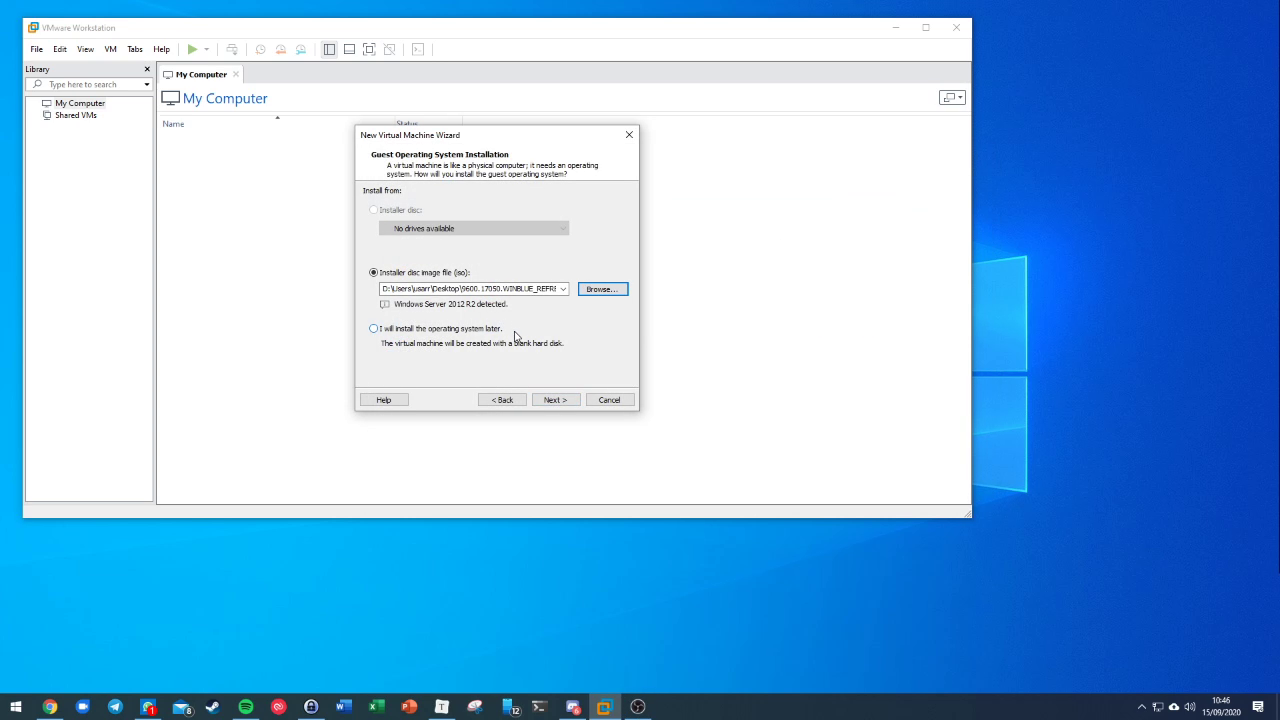 VMware Workstation
File Edit View VM Tabs Help
Library
My Computer
Type here to search
My Computer
My Computer
Shared VMs
Name
Status
New Virtual Machine Wizard
Guest Operating System Installation
A virtual machine is like a physical computer; it needs an operating
system. How will you install the guest operating system?
Install from:
Installer disc:
No drives available
Installer disc image file (iso):
D:\Users\usarr\Desktop\9600.17050.WINBLUE_REFRE
Browse...
Windows Server 2012 R2 detected.
I will install the operating system later.
The virtual machine will be created with a blank hard disk.
Help
< Back
Next >
Cancel
1
8
12
10:46
15/09/2020